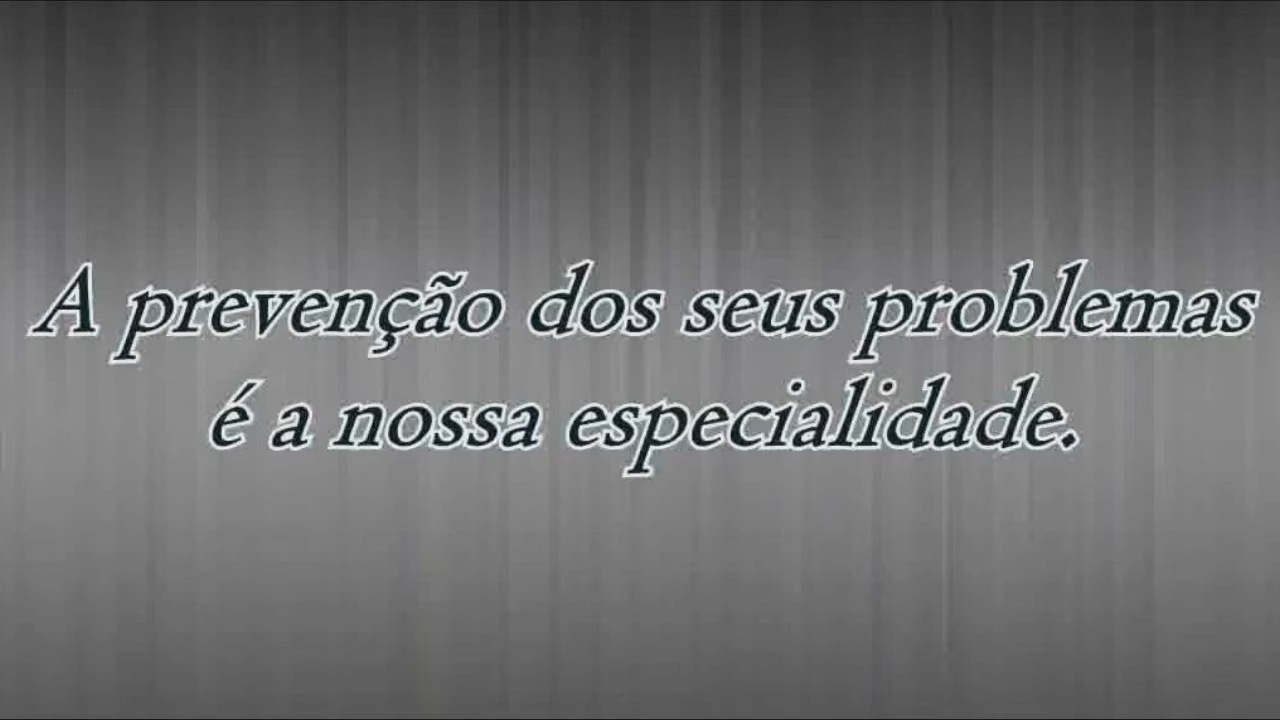 A prevenção dos seus problemas
é a nossa especialidade.